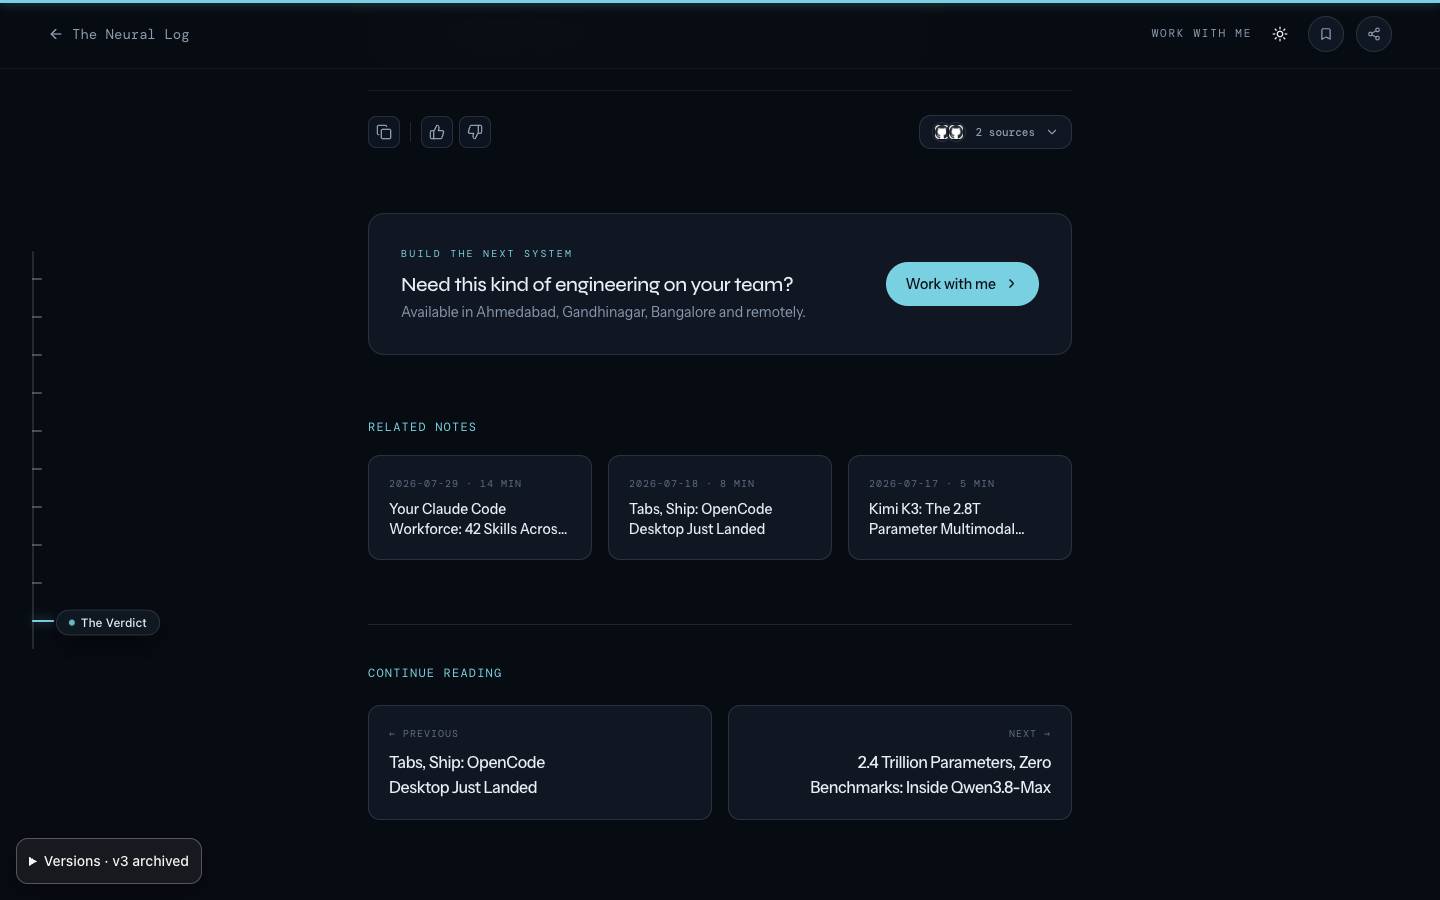 ← The Neural Log
WORK WITH ME
2 sources
BUILD THE NEXT SYSTEM
Need this kind of engineering on your team?
Available in Ahmedabad, Gandhinagar, Bangalore and remotely.
Work with me
RELATED NOTES
2026-07-29 · 14 MIN
Your Claude Code
Workforce: 42 Skills Acros...
2026-07-18 · 8 MIN
Tabs, Ship: OpenCode
Desktop Just Landed
2026-07-17 · 5 MIN
Kimi K3: The 2.8T
Parameter Multimodal...
The Verdict
CONTINUE READING
← PREVIOUS
Tabs, Ship: OpenCode
Desktop Just Landed
NEXT →
2.4 Trillion Parameters, Zero
Benchmarks: Inside Qwen3.8-Max
Versions · v3 archived